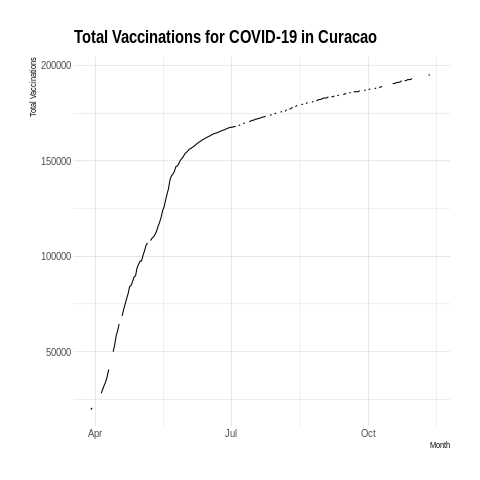 Total Vaccinations for COVID-19 in Curacao
Total Vaccinations
200000
150000
100000
50000
Apr
Jul
Oct
Month